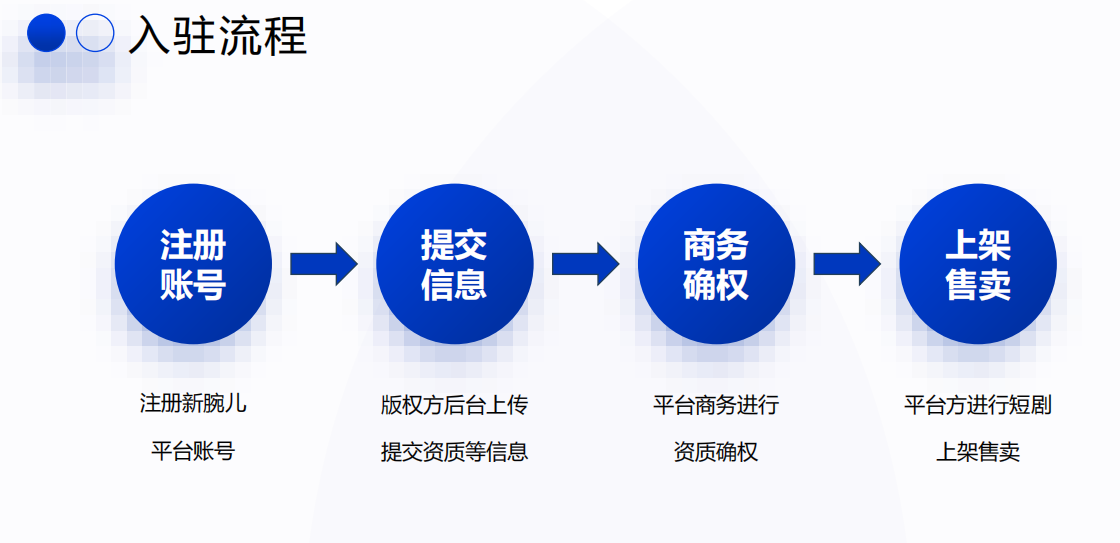 入驻流程
注册
账号
提交
信息
商务
确权
上架
售卖
注册新腕儿
平台账号
版权方后台上传
提交资质等信息
平台商务进行
资质确权
平台方进行短剧
上架售卖